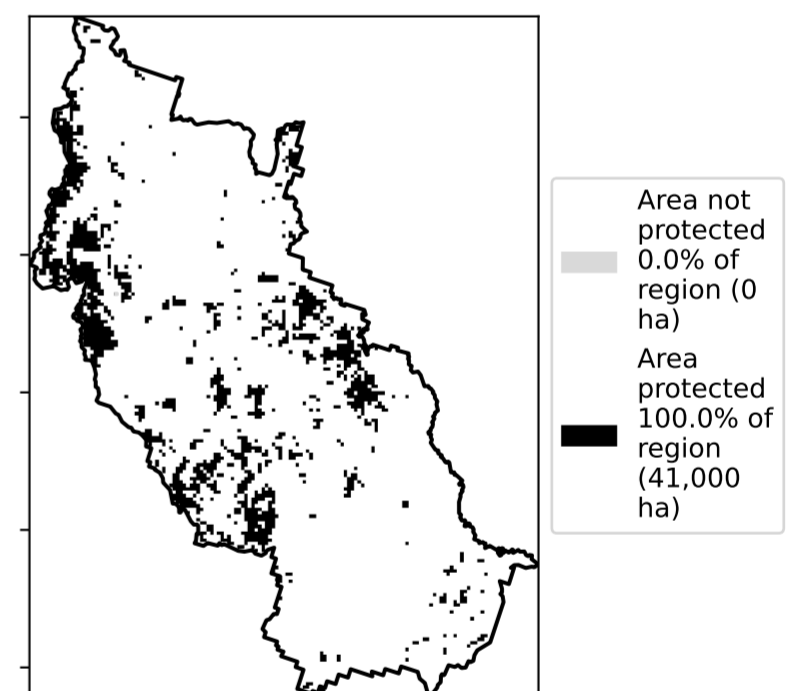 Area not
protected
0.0% of
region (0
ha)
Area
protected
100.0% of
region
(41,000
ha)